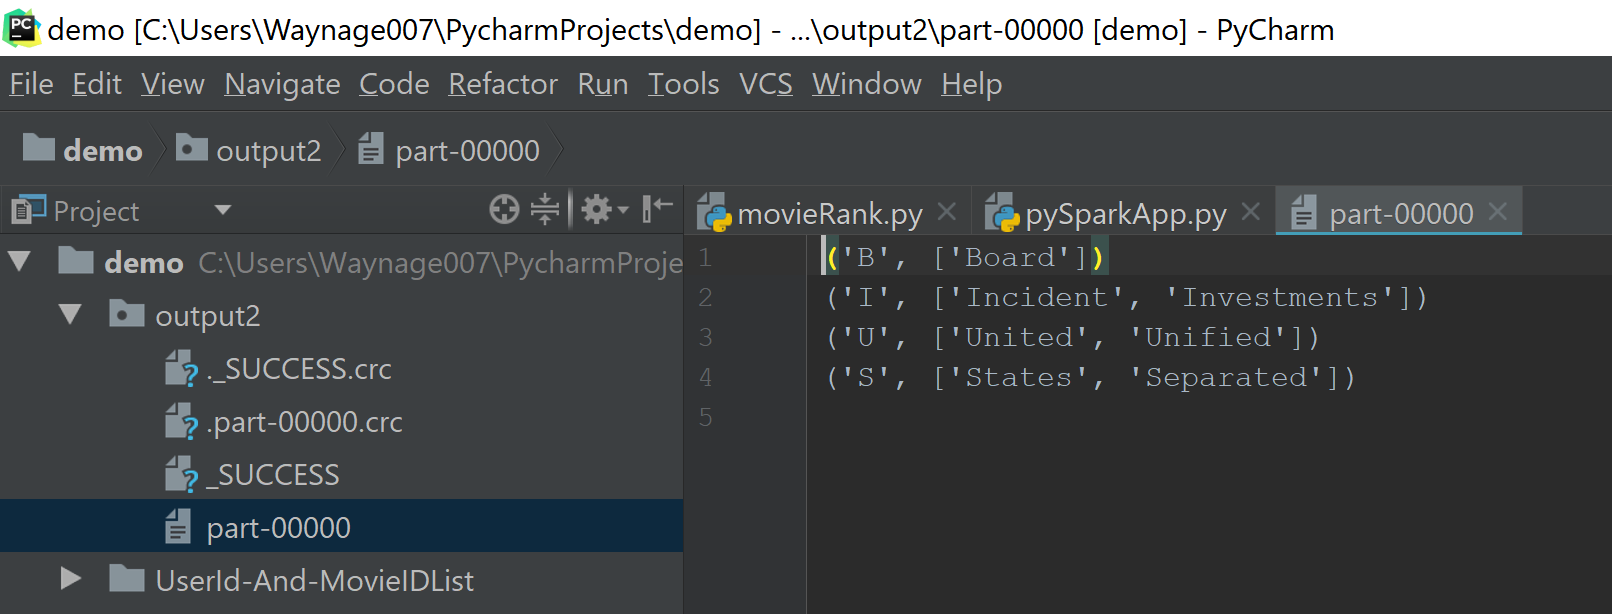 PC demo [C:\Users\Waynage007\PycharmProjects\demo] - ...\output2\part-00000 [demo] - PyCharm
File Edit View Navigate Code Refactor Run Tools VCS Window Help
demo output2 part-00000
Project
movieRank.py pySparkApp.py part-00000
demo C:\Users\Waynage007\PycharmProje
output2
._SUCCESS.crc
.part-00000.crc
_SUCCESS
part-00000
UserId-And-MovieIDList
1 ('B', ['Board'])
2 ('I', ['Incident', 'Investments'])
3 ('U', ['United', 'Unified'])
4 ('S', ['States', 'Separated'])
5